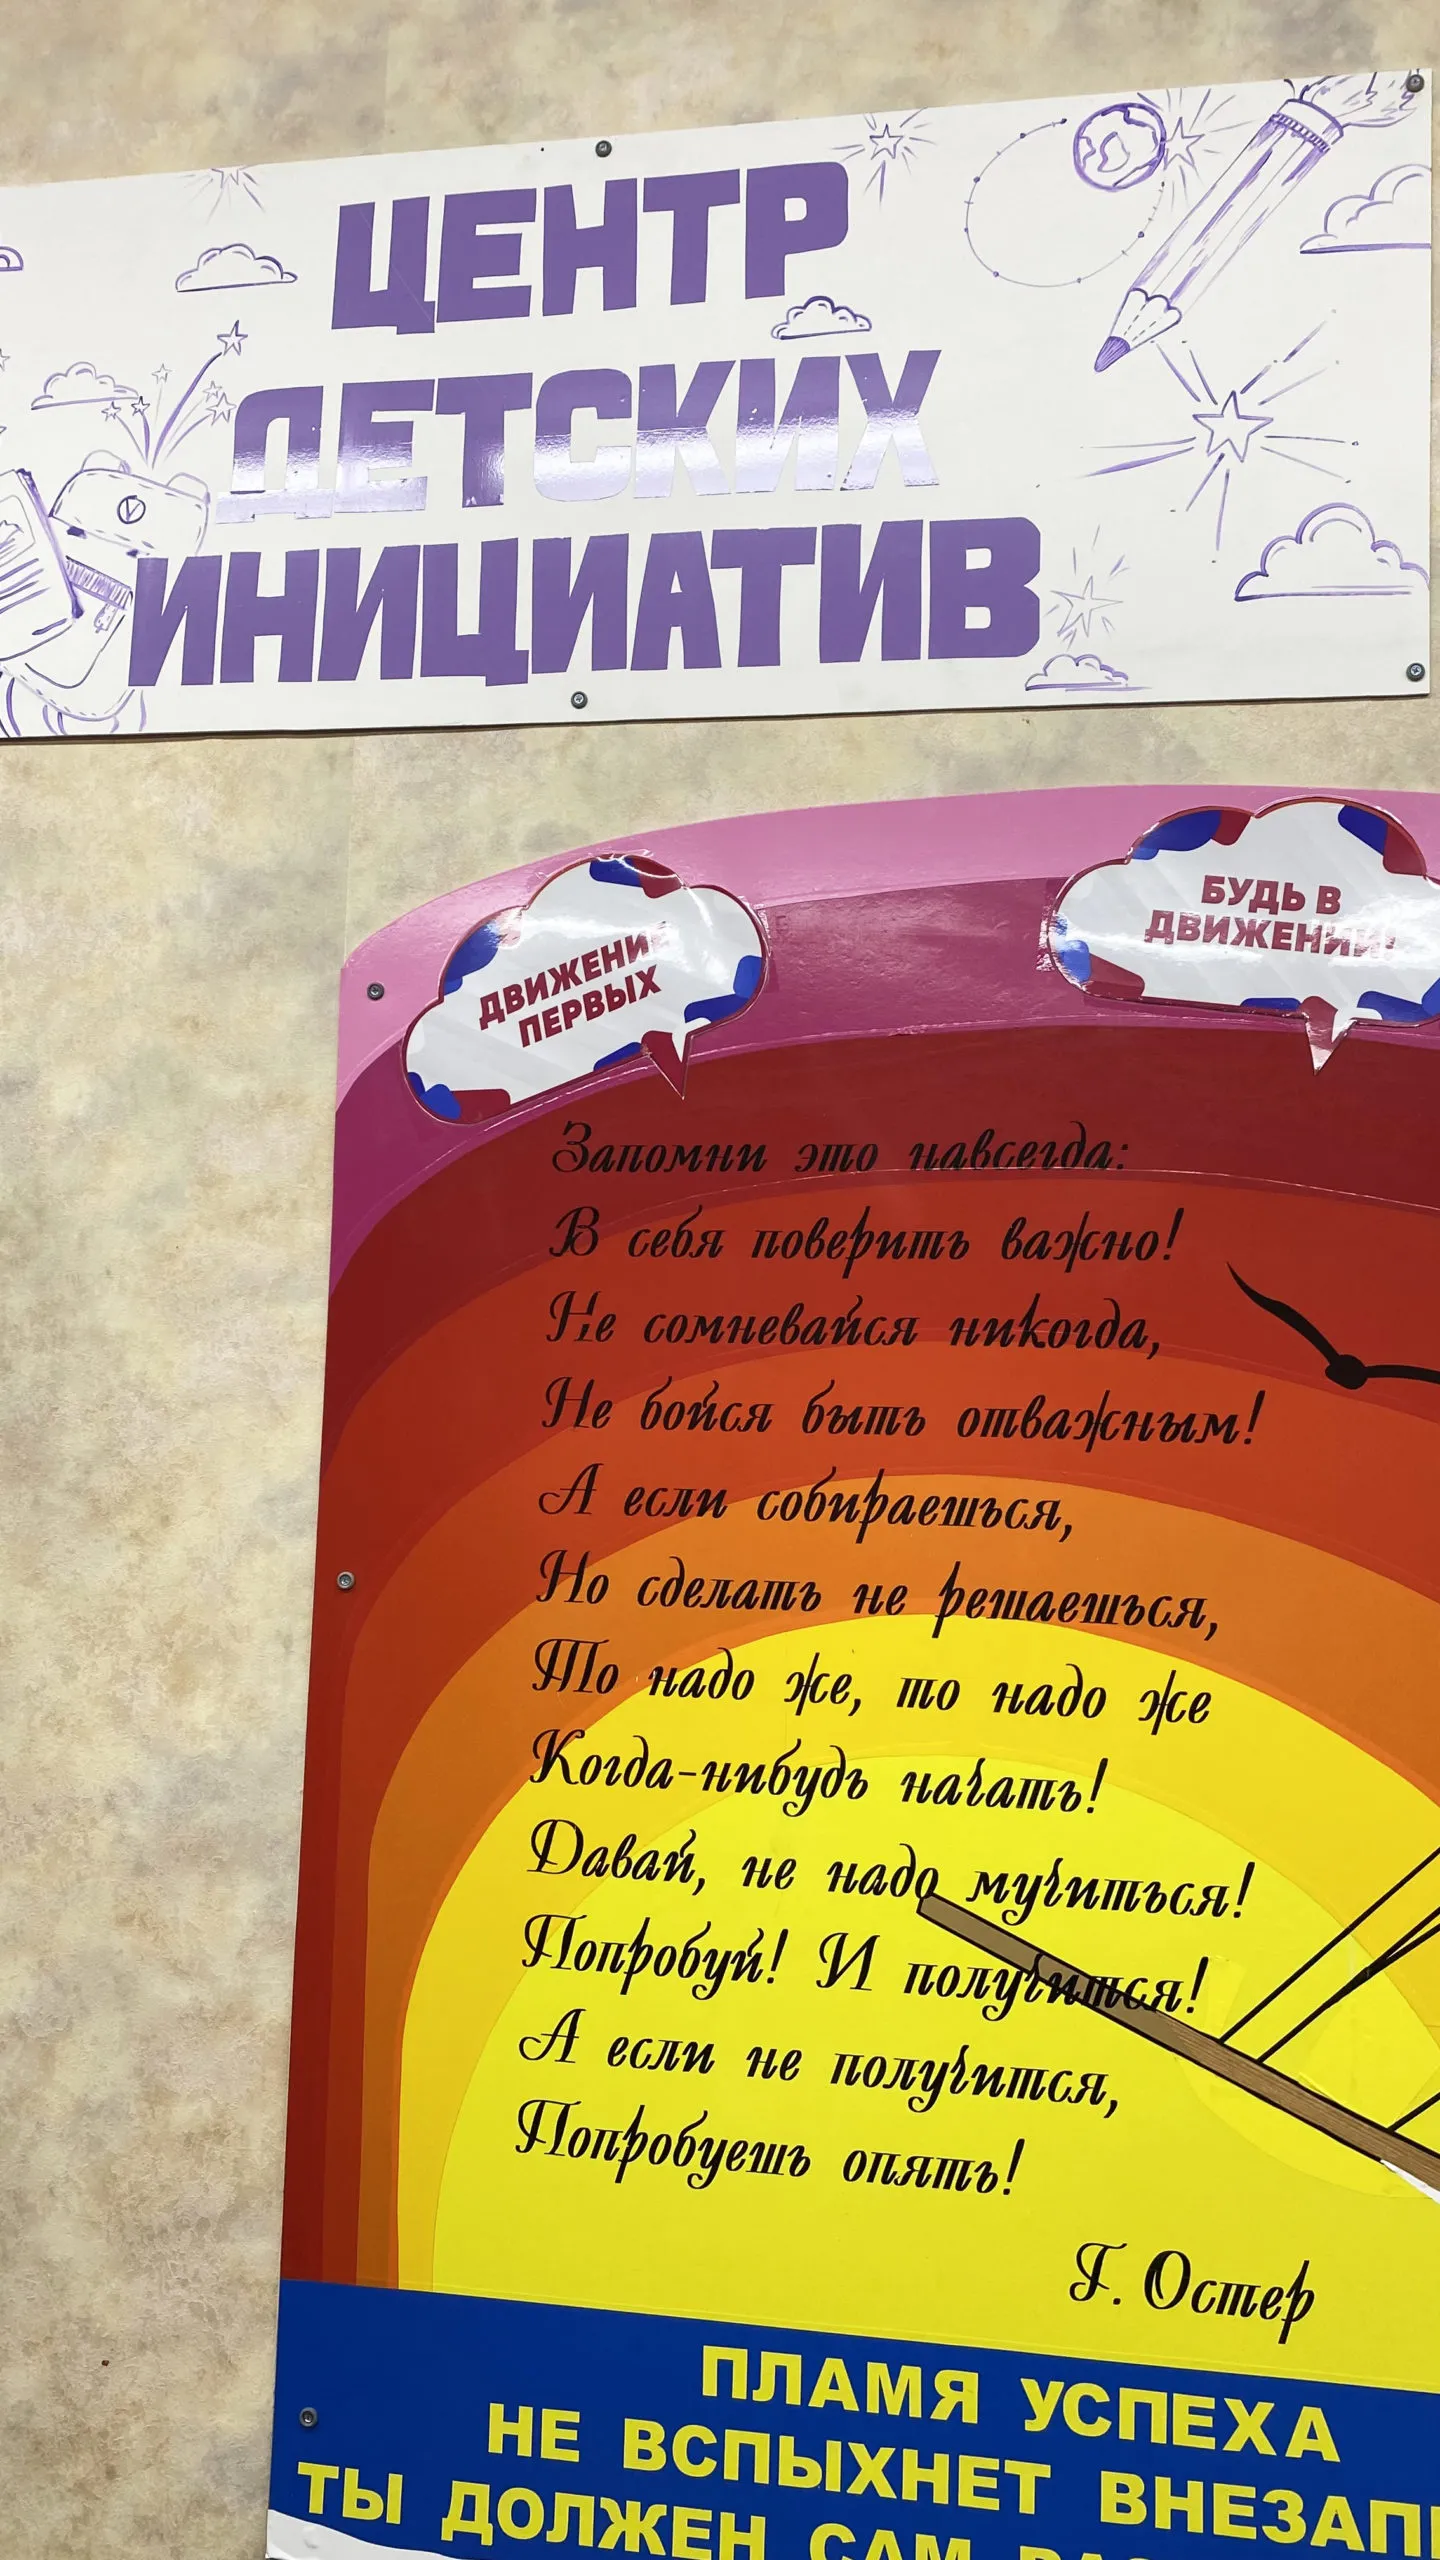 ЦЕНТР
ДЕТСКИХ
ИНИЦИАТИВ
ДВИЖЕНИЕ
ПЕРВЫХ
БУДЬ В
ДВИЖЕНИИ!
Запомни это навсегда:
В себя поверить важно!
Не сомневайся никогда,
Не бойся быть отважным!
А если собираешься,
Но сделать не решаешься,
То надо же, то надо же
Когда-нибудь начать!
Давай, не надо мучиться!
Попробуй! И получится!
А если не получится,
Попробуешь опять!
Г. Остер
ПЛАМЯ УСПЕХА
НЕ ВСПЫХНЕТ
ТЫ ДОЛЖЕН САМ